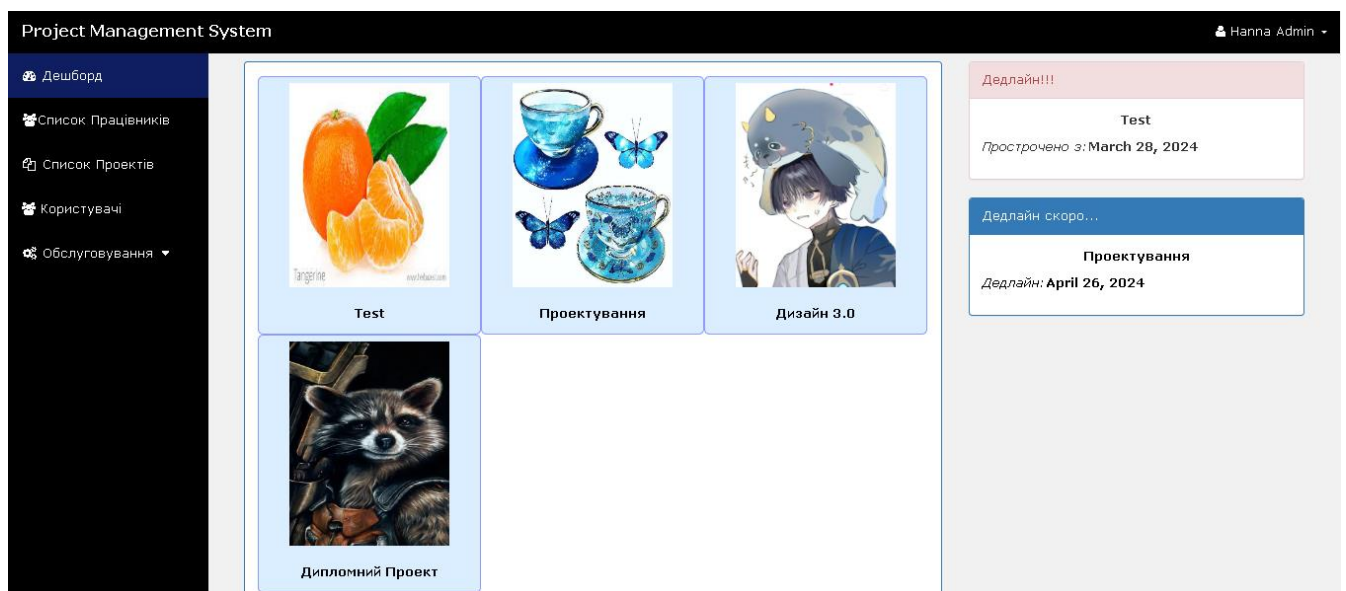 Project Management System
Hanna Admin
Дешборд
Список Працівників
Список Проектів
Користувачі
Обслуговування
Tangerine
Test
Проектування
Дизайн 3.0
Дипломний Проект
Дедлайн!!!
Test
Прострочено з: March 28, 2024
Дедлайн скоро...
Проектування
Дедлайн: April 26, 2024